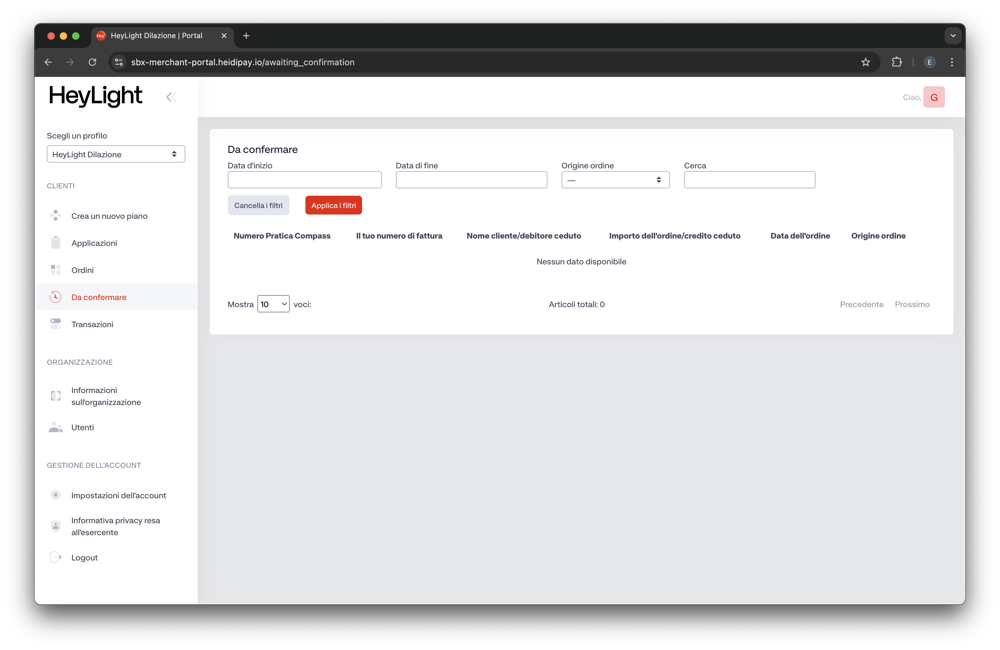 Hey HeyLight Dilazione | Portal
sbx-merchant-portal.heidipay.io/awaiting_confirmation
E
HeyLight
Ciao, G
Scegli un profilo
HeyLight Dilazione
CLIENTI
Crea un nuovo piano
Applicazioni
Ordini
Da confermare
Transazioni
ORGANIZZAZIONE
Informazioni
sull'organizzazione
Utenti
GESTIONE DELL'ACCOUNT
Impostazioni dell'account
Informativa privacy resa
all'esercente
Logout
Da confermare
Data d'inizio Data di fine Origine ordine Cerca
—
Cancella i filtri Applica i filtri
Numero Pratica Compass Il tuo numero di fattura Nome cliente/debitore ceduto Importo dell'ordine/credito ceduto Data dell'ordine Origine ordine
Nessun dato disponibile
Mostra 10 voci: Articoli totali: 0 Precedente Prossimo